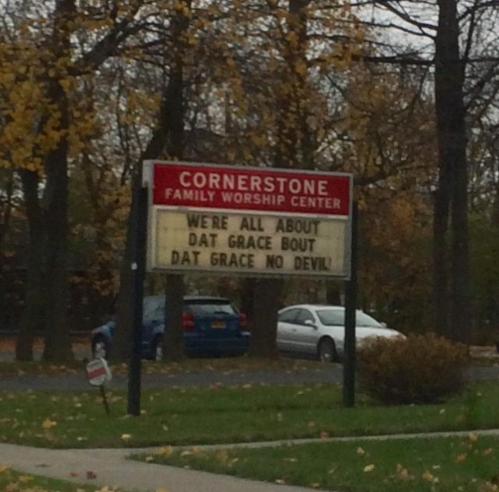 CORNERSTONE
FAMILY WORSHIP CENTER
WE'RE ALL ABOUT
DAT GRACE BOUT
DAT GRACE NO DEVIL!